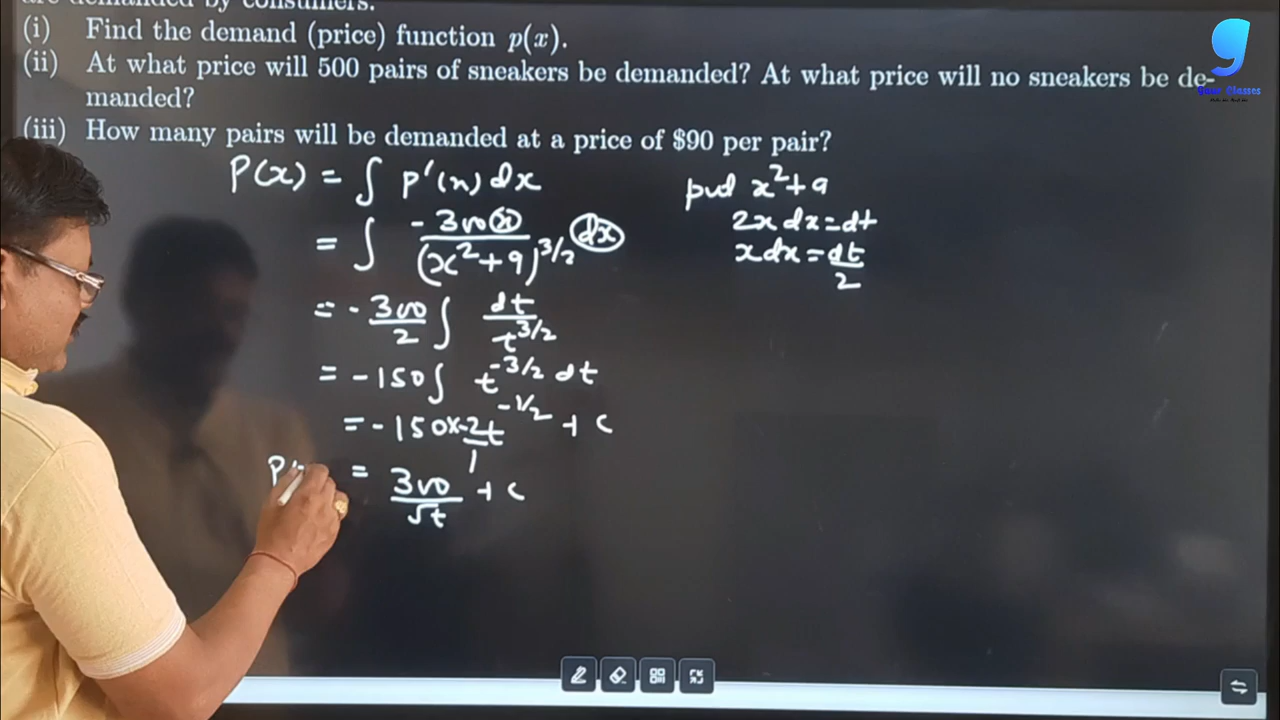 are demanded by consumers.
(i) Find the demand (price) function p(x).
(ii) At what price will 500 pairs of sneakers be demanded? At what price will no sneakers be de-
manded?
(iii) How many pairs will be demanded at a price of $90 per pair?
P(x) = ∫ p'(x) dx
= ∫ -300x / (x²+9)^3/2 dx
= -300/2 ∫ dt / t^3/2
= -150 ∫ t^-3/2 dt
= -150 x -2/1 t^-1/2 + c
= 300/√t + c
put x²+9
2x dx = dt
x dx = dt/2
Gaur Classes